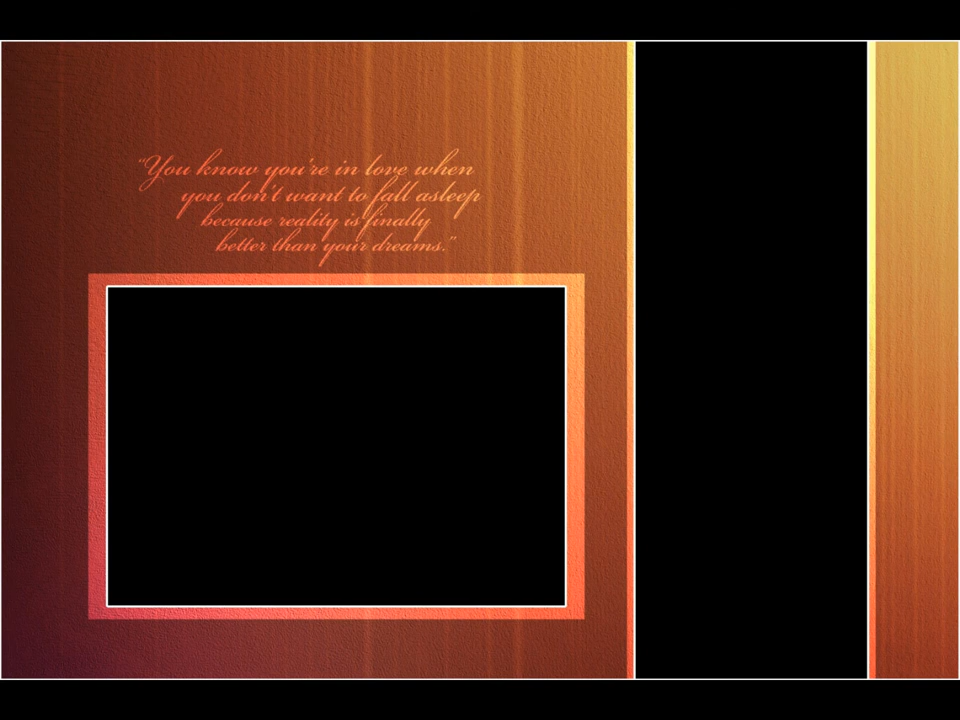 “You know you're in love when
you don't want to fall asleep
because reality is finally
better than your dreams.”